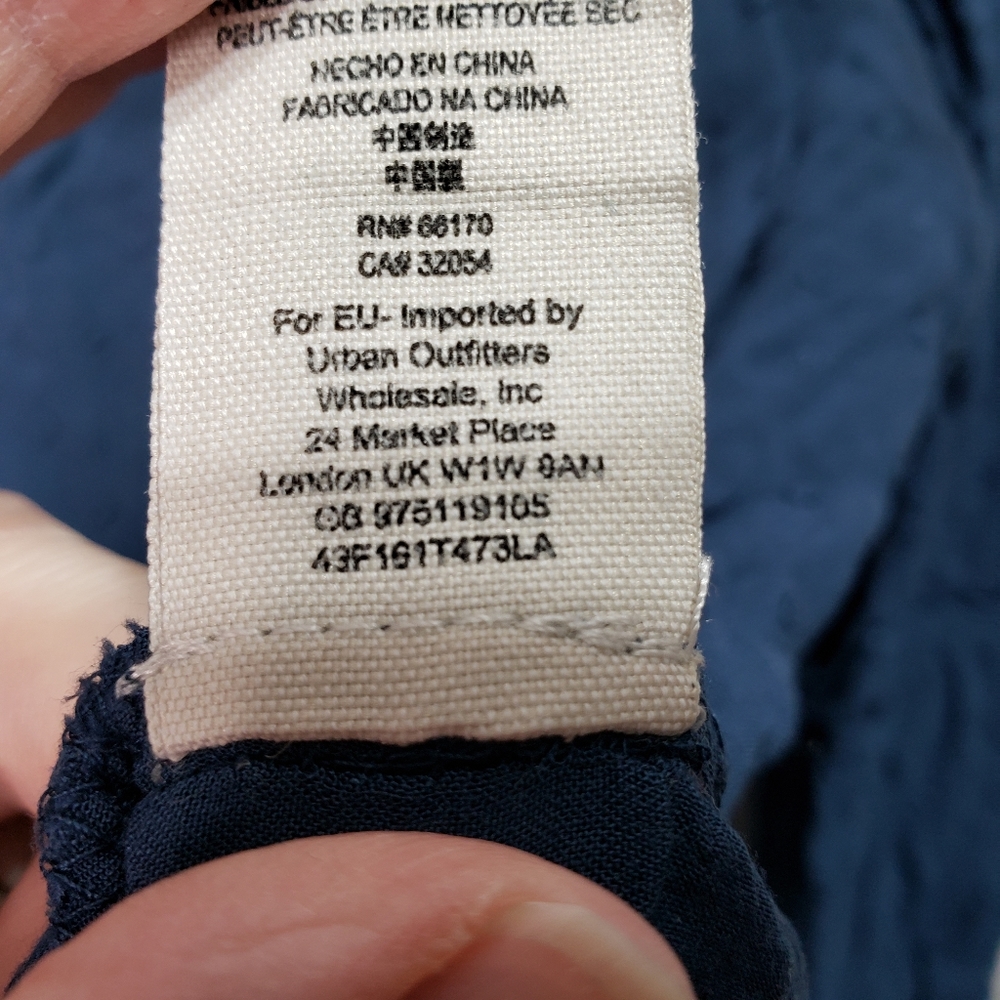 PEUT-ÊTRE ÊTRE NETTOYÉE SEC
HECHO EN CHINA
FABRICADO NA CHINA
中国制造
中國製
RN# 66170
CA# 32054
For EU- Imported by
Urban Outfitters
Wholesale, Inc
24 Market Place
London UK W1W 8AN
GB 975119105
43F161T473LA